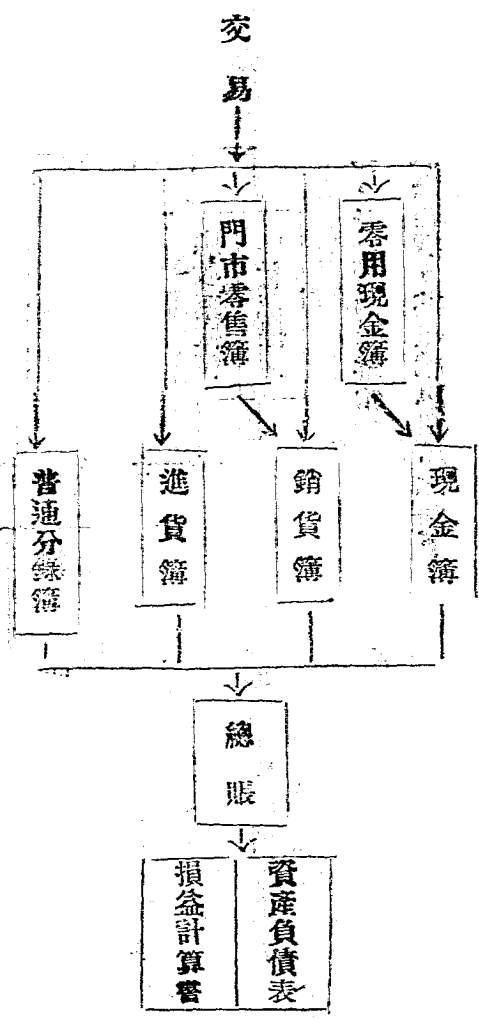 交易
零用現金簿
門市零售簿
現金簿
銷貨簿
進貨簿
普通分錄簿
總賬
資產負債表
損益計算書